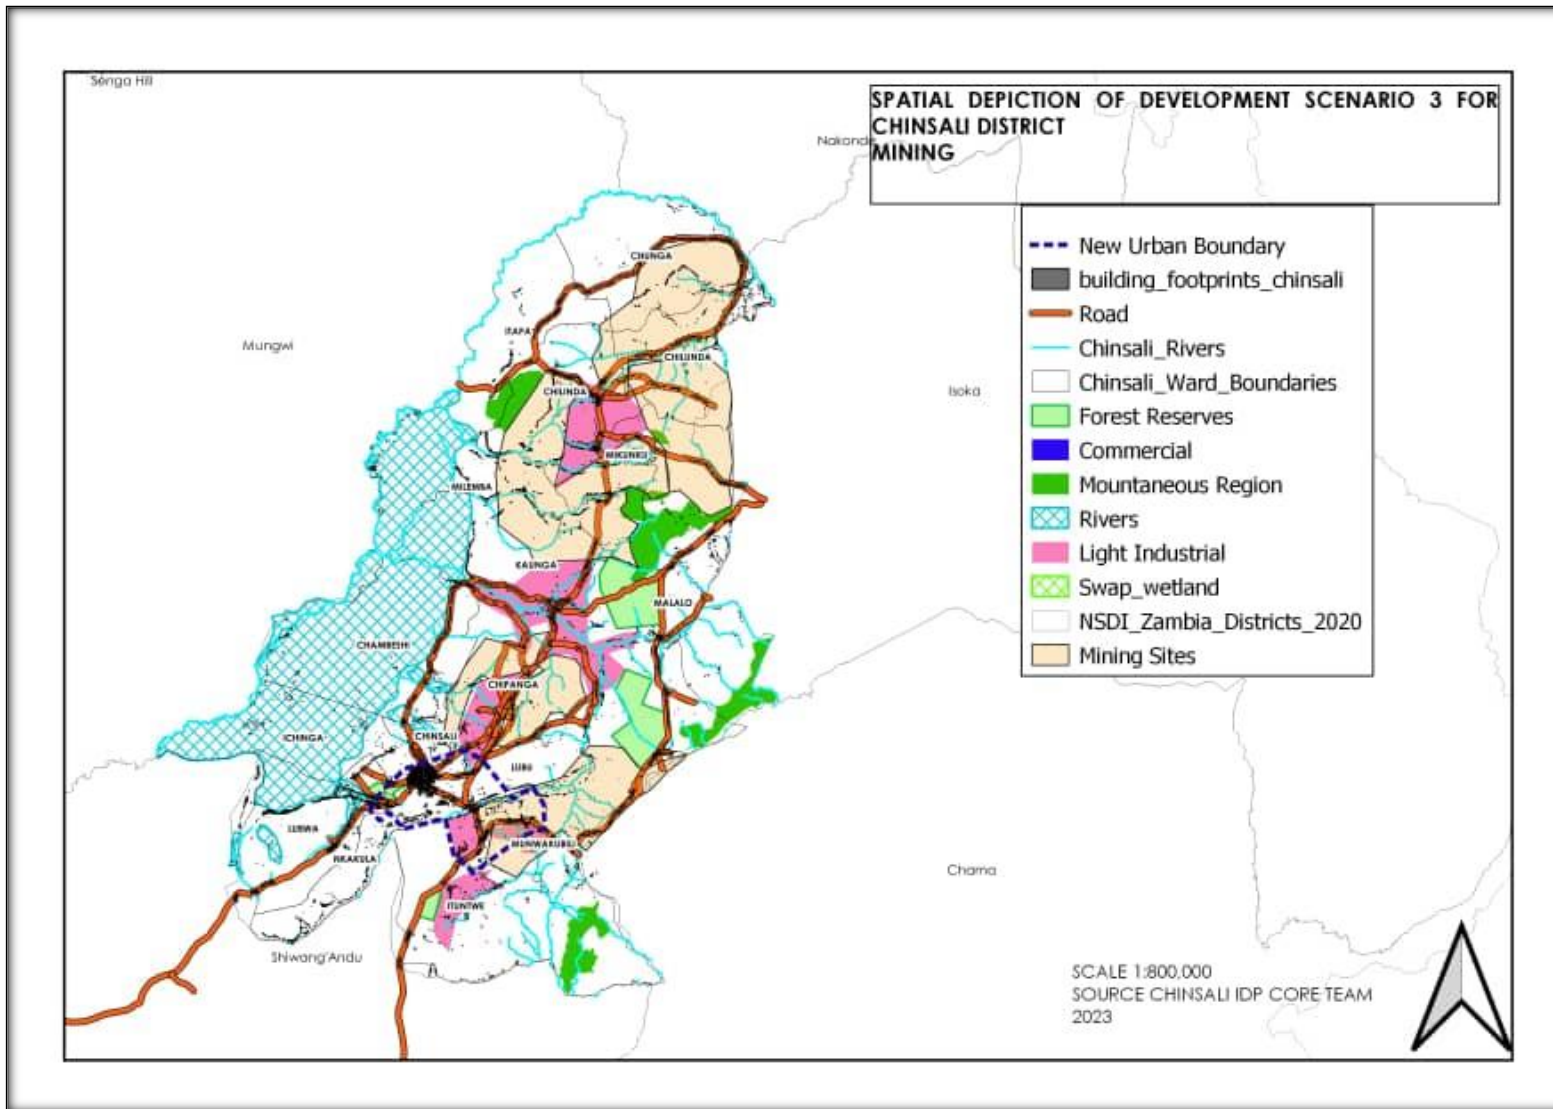 Senga Hill
SPATIAL DEPICTION OF DEVELOPMENT SCENARIO 3 FOR
CHINSALI DISTRICT
MINING
Nakonde
New Urban Boundary
building_footprints_chinsali
Road
Chinsali_Rivers
Chinsali_Ward_Boundaries
Forest Reserves
Commercial
Mountaneous Region
Rivers
Light Industrial
Swap_wetland
NSDI_Zambia_Districts_2020
Mining Sites
CHUNGA
ITAPA
Mungwi
CHILUNDA
CHIUNDA
Isoka
MIKUNKU
MILEMBA
KAUNGA
MALALO
CHAMBESHI
CHIPANGA
CHINSALI
ICHINGA
LUBU
LUBWA
NKAKULA
MUNWAKUBILI
Chama
ITUNTWE
Shiwang'Andu
SCALE 1:800,000
SOURCE CHINSALI IDP CORE TEAM
2023